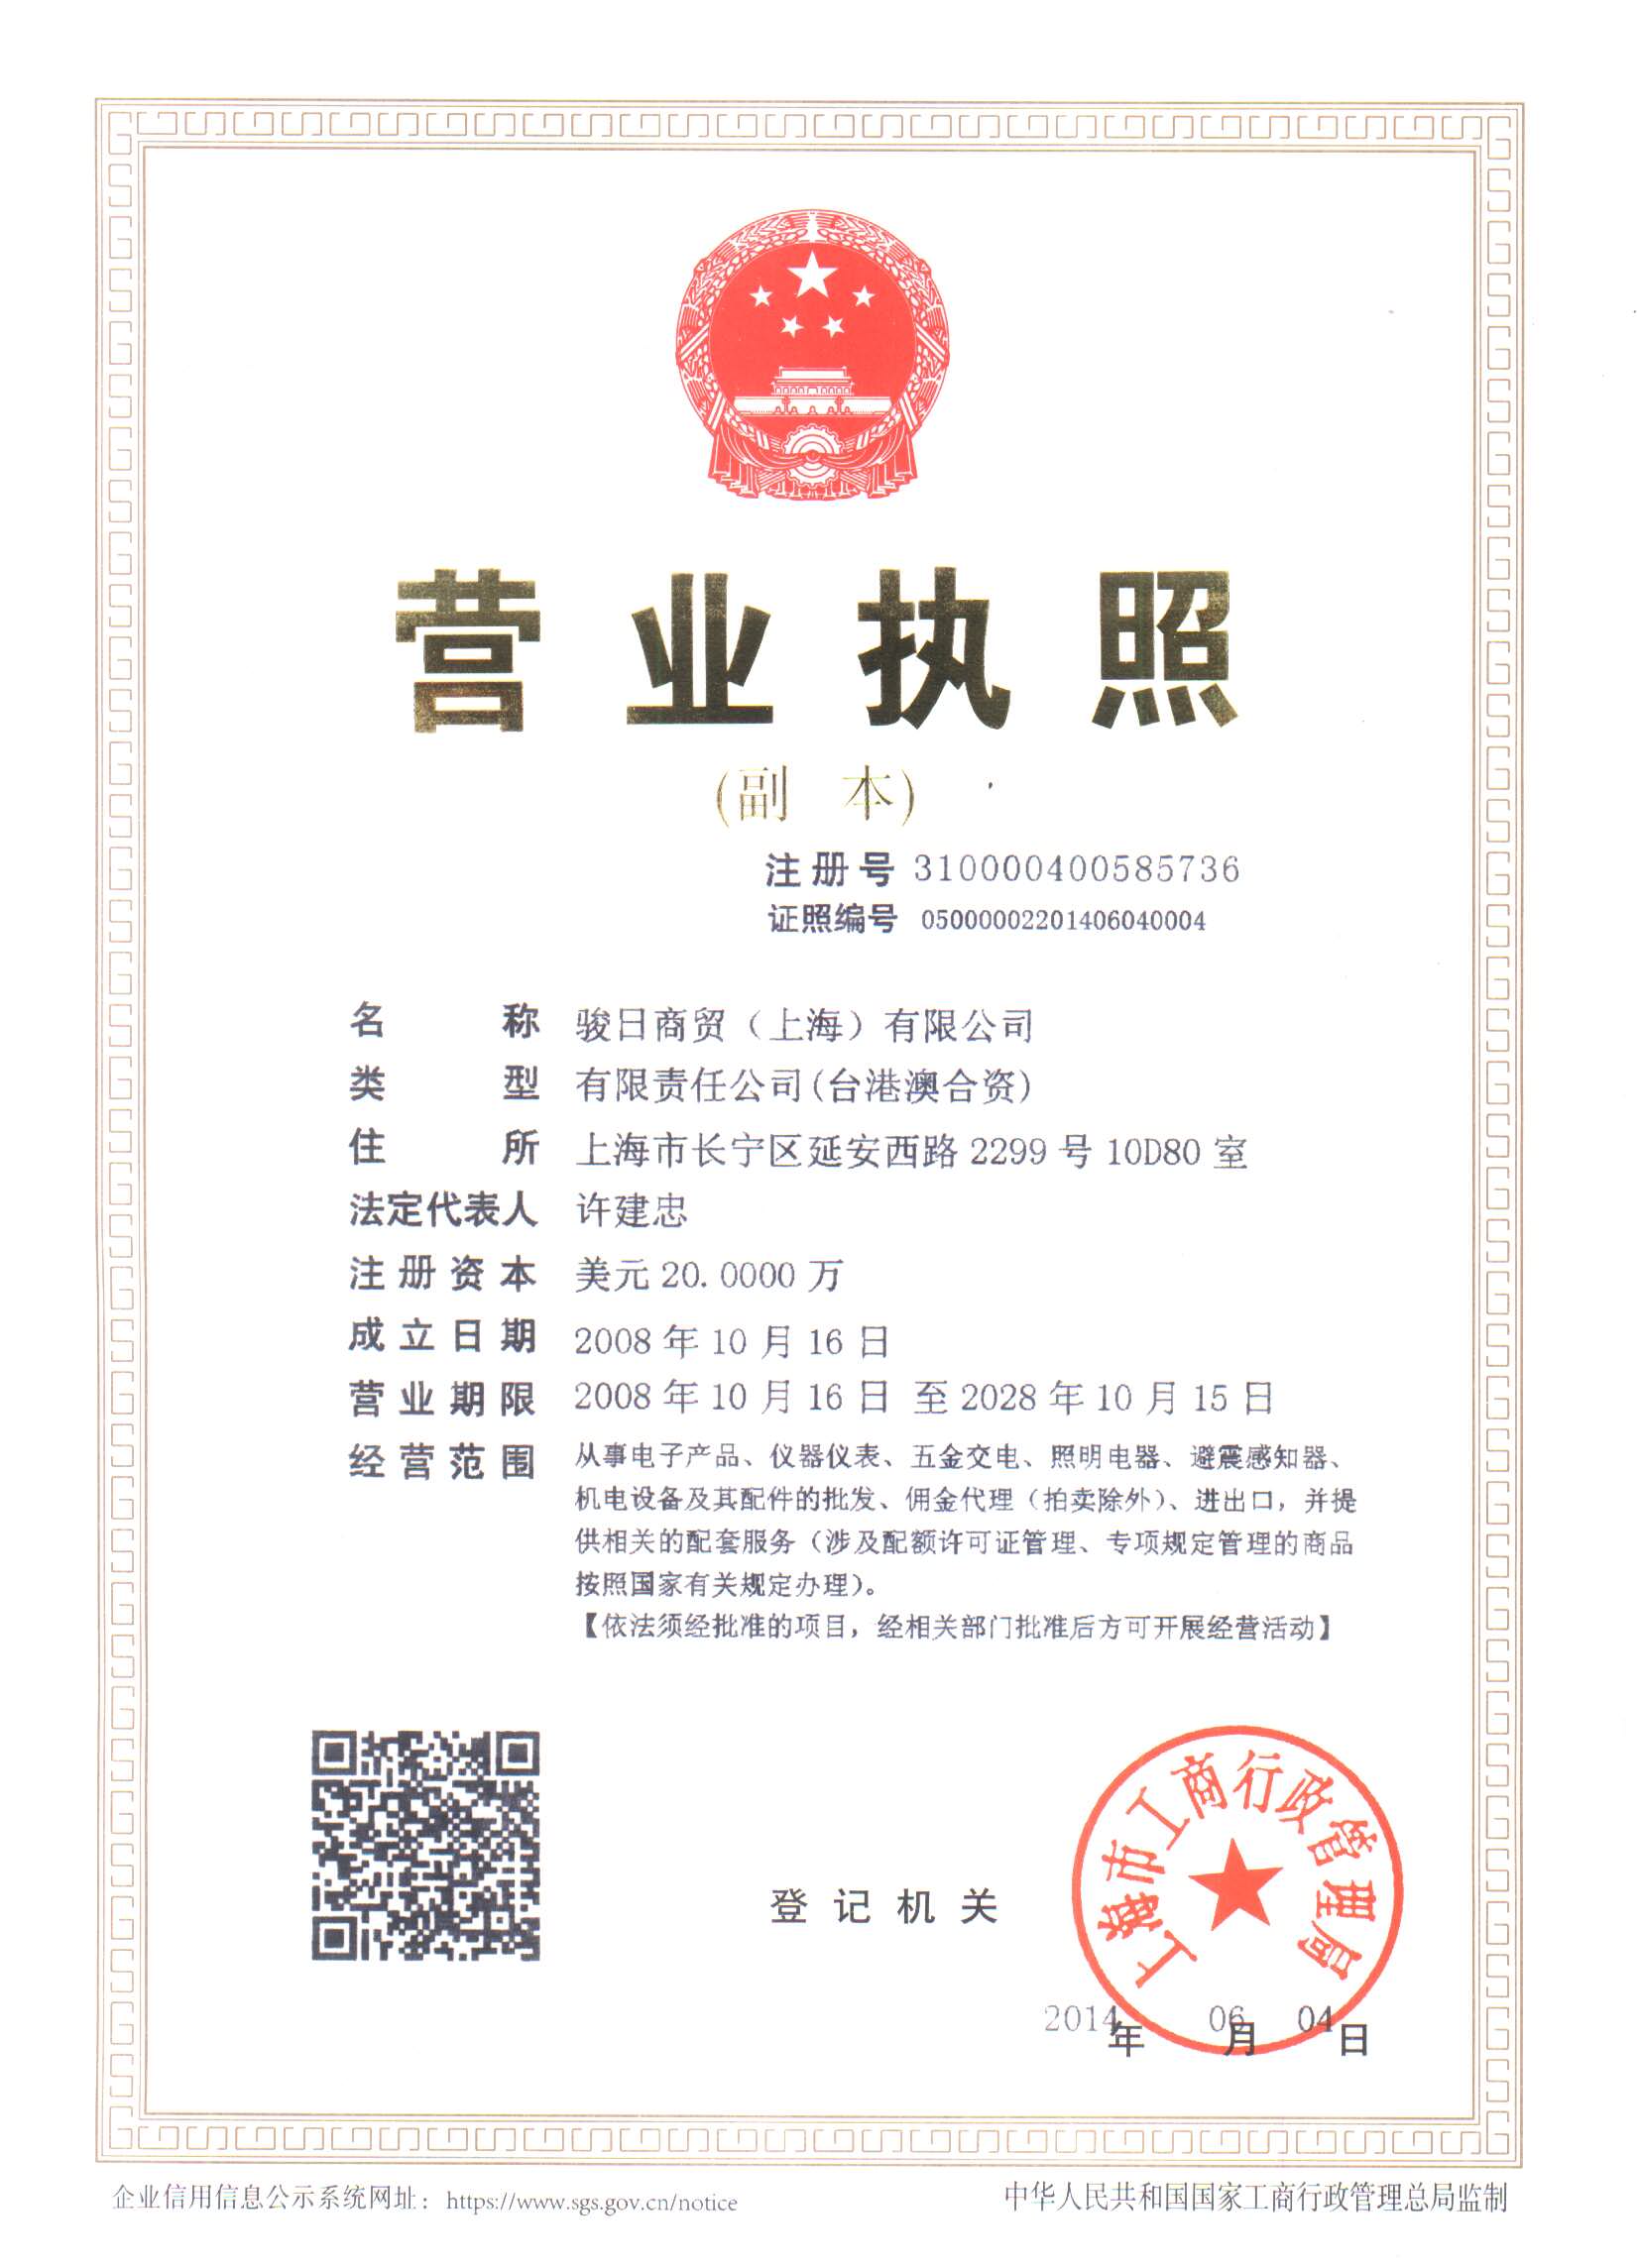 营业执照
(副 本)
注册号 310000400585736
证照编号 05000002201406040004
名 称 骏日商贸（上海）有限公司
类 型 有限责任公司(台港澳合资)
住 所 上海市长宁区延安西路 2299 号 10D80 室
法定代表人 许建忠
注册资本 美元 20.0000 万
成立日期 2008 年 10 月 16 日
营业期限 2008 年 10 月 16 日 至 2028 年 10 月 15 日
经营范围 从事电子产品、仪器仪表、五金交电、照明电器、避震感知器、
机电设备及其配件的批发、佣金代理（拍卖除外）、进出口，并提
供相关的配套服务（涉及配额许可证管理、专项规定管理的商品
按照国家有关规定办理）。
【依法须经批准的项目，经相关部门批准后方可开展经营活动】
登记机关
上海市工商行政管理局
2014年 06月 04日
企业信用信息公示系统网址：https://www.sgs.gov.cn/notice
中华人民共和国国家工商行政管理总局监制